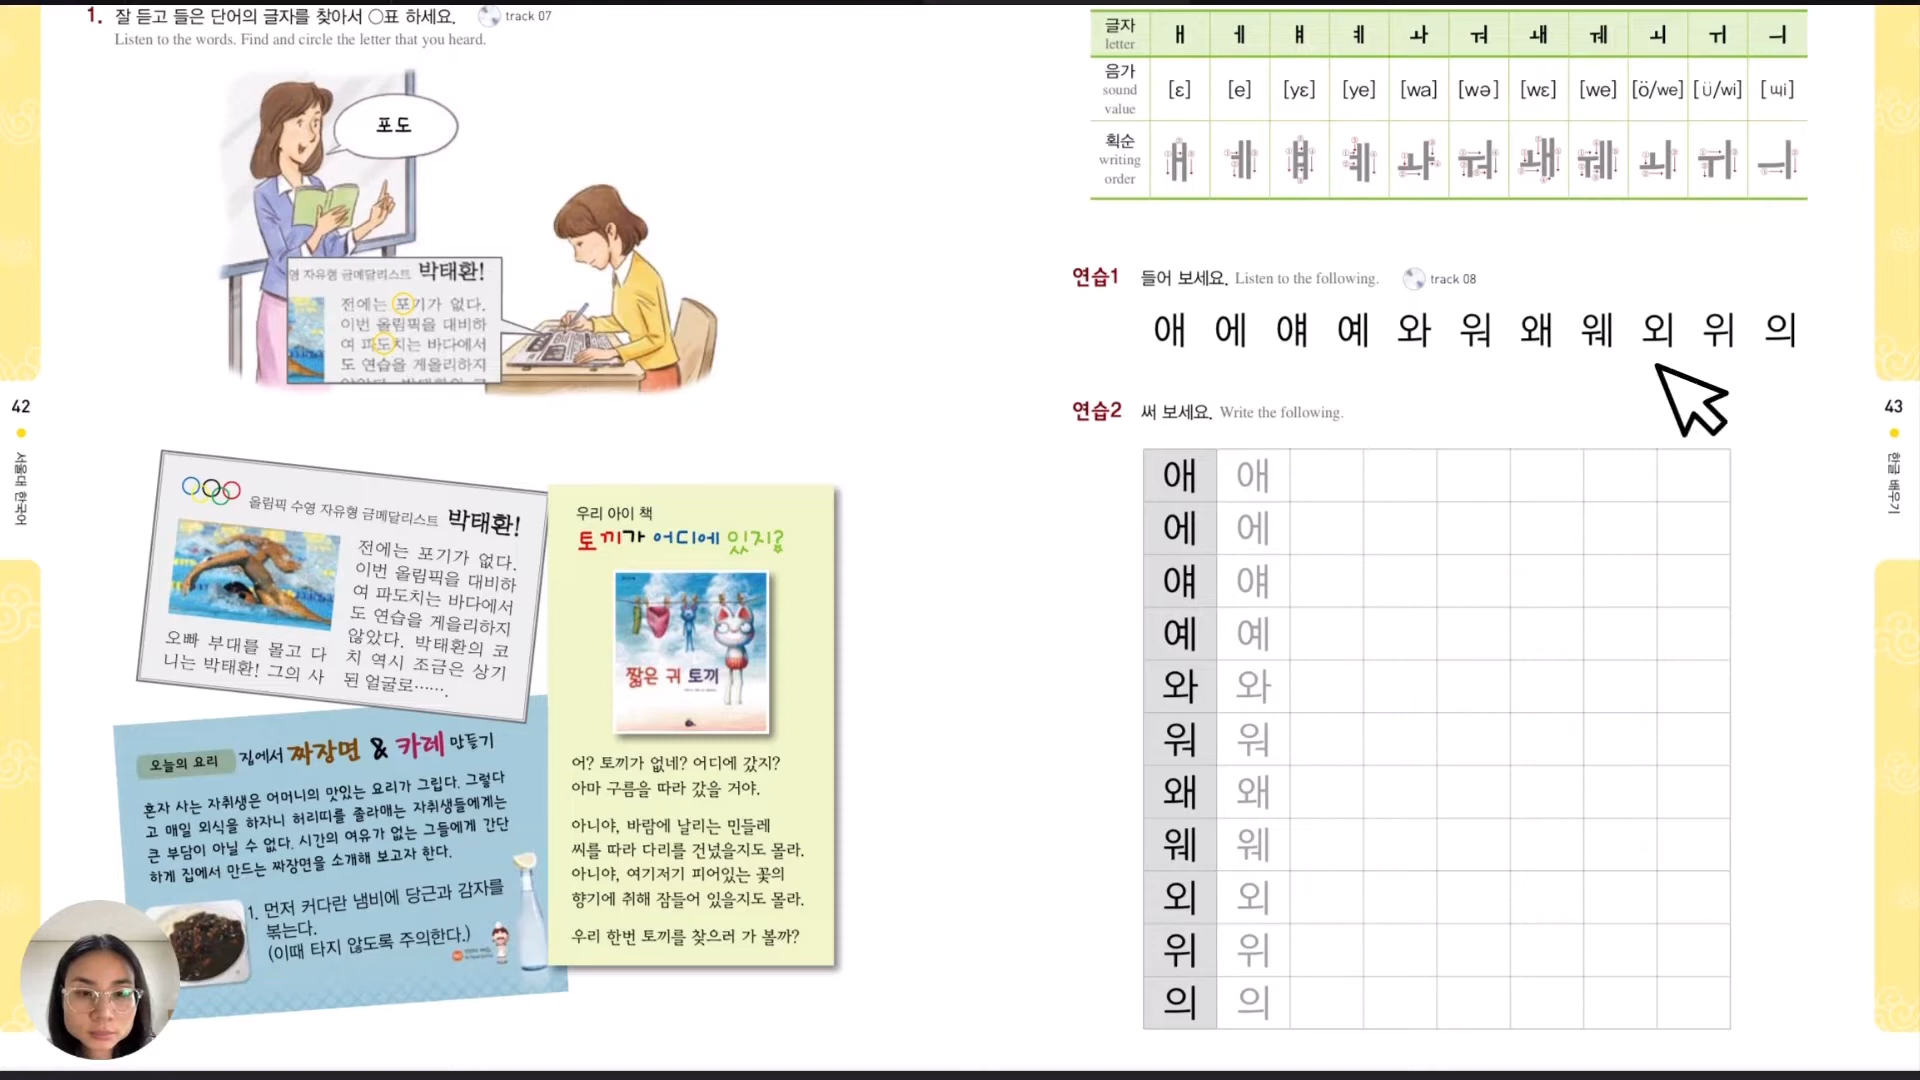 1. 잘 듣고 들은 단어의 글자를 찾아서 ○표 하세요. track 07
Listen to the words. Find and circle the letter that you heard.
포도
영 자유형 금메달리스트 박태환!
전에는 포기가 없다.
이번 올림픽을 대비하
여 파도치는 바다에서
도 연습을 게을리하지
올림픽 수영 자유형 금메달리스트 박태환!
전에는 포기가 없다.
이번 올림픽을 대비하
여 파도치는 바다에서
도 연습을 게을리하지
않았다. 박태환의 코
치 역시 조금은 상기
된 얼굴로…….
오빠 부대를 몰고 다
니는 박태환! 그의 사
우리 아이 책
토끼가 어디에 있지?
짧은 귀 토끼
어? 토끼가 없네? 어디에 갔지?
아마 구름을 따라 갔을 거야.
아니야, 바람에 날리는 민들레
씨를 따라 다리를 건넜을지도 몰라.
아니야, 여기저기 피어있는 꽃의
향기에 취해 잠들어 있을지도 몰라.
우리 한번 토끼를 찾으러 가 볼까?
오늘의 요리 집에서 짜장면 & 카레 만들기
혼자 사는 자취생은 어머니의 맛있는 요리가 그립다. 그렇다
고 매일 외식을 하자니 허리띠를 졸라매는 자취생들에게는
큰 부담이 아닐 수 없다. 시간의 여유가 없는 그들에게 간단
하게 집에서 만드는 짜장면을 소개해 보고자 한다.
1. 먼저 커다란 냄비에 당근과 감자를
볶는다.
(이때 타지 않도록 주의한다.)
42
서울대 한국어
글자 letter ㅐ ㅔ ㅒ ㅖ ㅘ ㅝ ㅙ ㅞ ㅚ ㅟ ㅢ
음가 sound value [ɛ] [e] [yɛ] [ye] [wa] [wə] [wɛ] [we] [ö/we] [ü/wi] [ɰi]
획순 writing order ㅐ ㅔ ㅒ ㅖ ㅘ ㅝ ㅙ ㅞ ㅚ ㅟ ㅢ
연습1 들어 보세요. Listen to the following. track 08
애 에 얘 예 와 워 왜 웨 외 위 의
연습2 써 보세요. Write the following.
애 애
에 에
얘 얘
예 예
와 와
워 워
왜 왜
웨 웨
외 외
위 위
의 의
43
한글 배우기